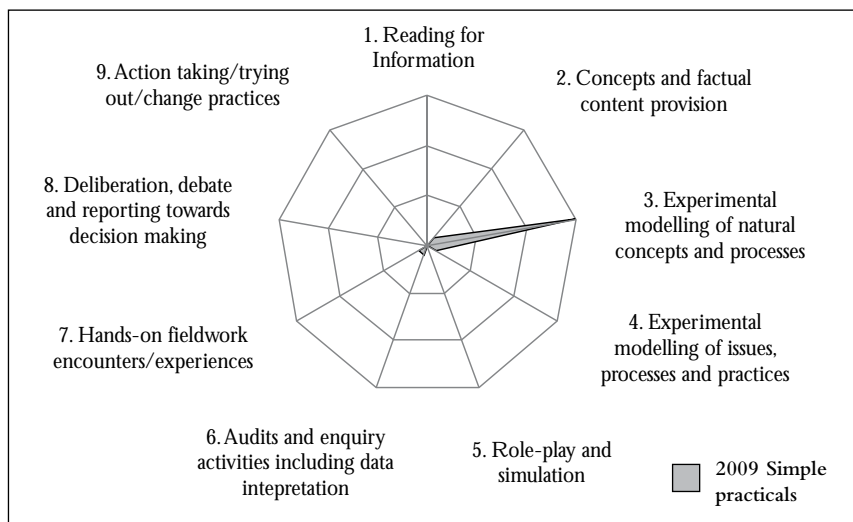 1. Reading for
Information
2. Concepts and factual
content provision
3. Experimental
modelling of natural
concepts and processes
4. Experimental
modelling of issues,
processes and practices
5. Role-play and
simulation
6. Audits and enquiry
activities including data
intepretation
7. Hands-on fieldwork
encounters/experiences
8. Deliberation, debate
and reporting towards
decision making
9. Action taking/trying
out/change practices
2009 Simple
practicals